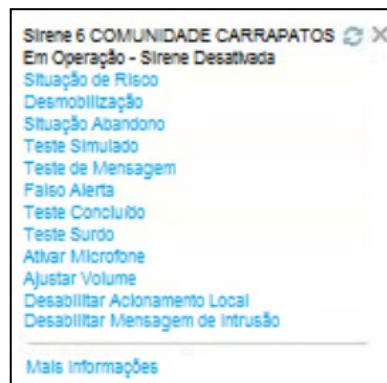 Sirene 6 COMUNIDADE CARRAPATOS
Em Operação - Sirene Desativada
Situação de Risco
Desmobilização
Situação Abandono
Teste Simulado
Teste de Mensagem
Falso Alerta
Teste Concluído
Teste Surdo
Ativar Microfone
Ajustar Volume
Desabilitar Acionamento Local
Desabilitar Mensagem de Intrusão
Mais Informações